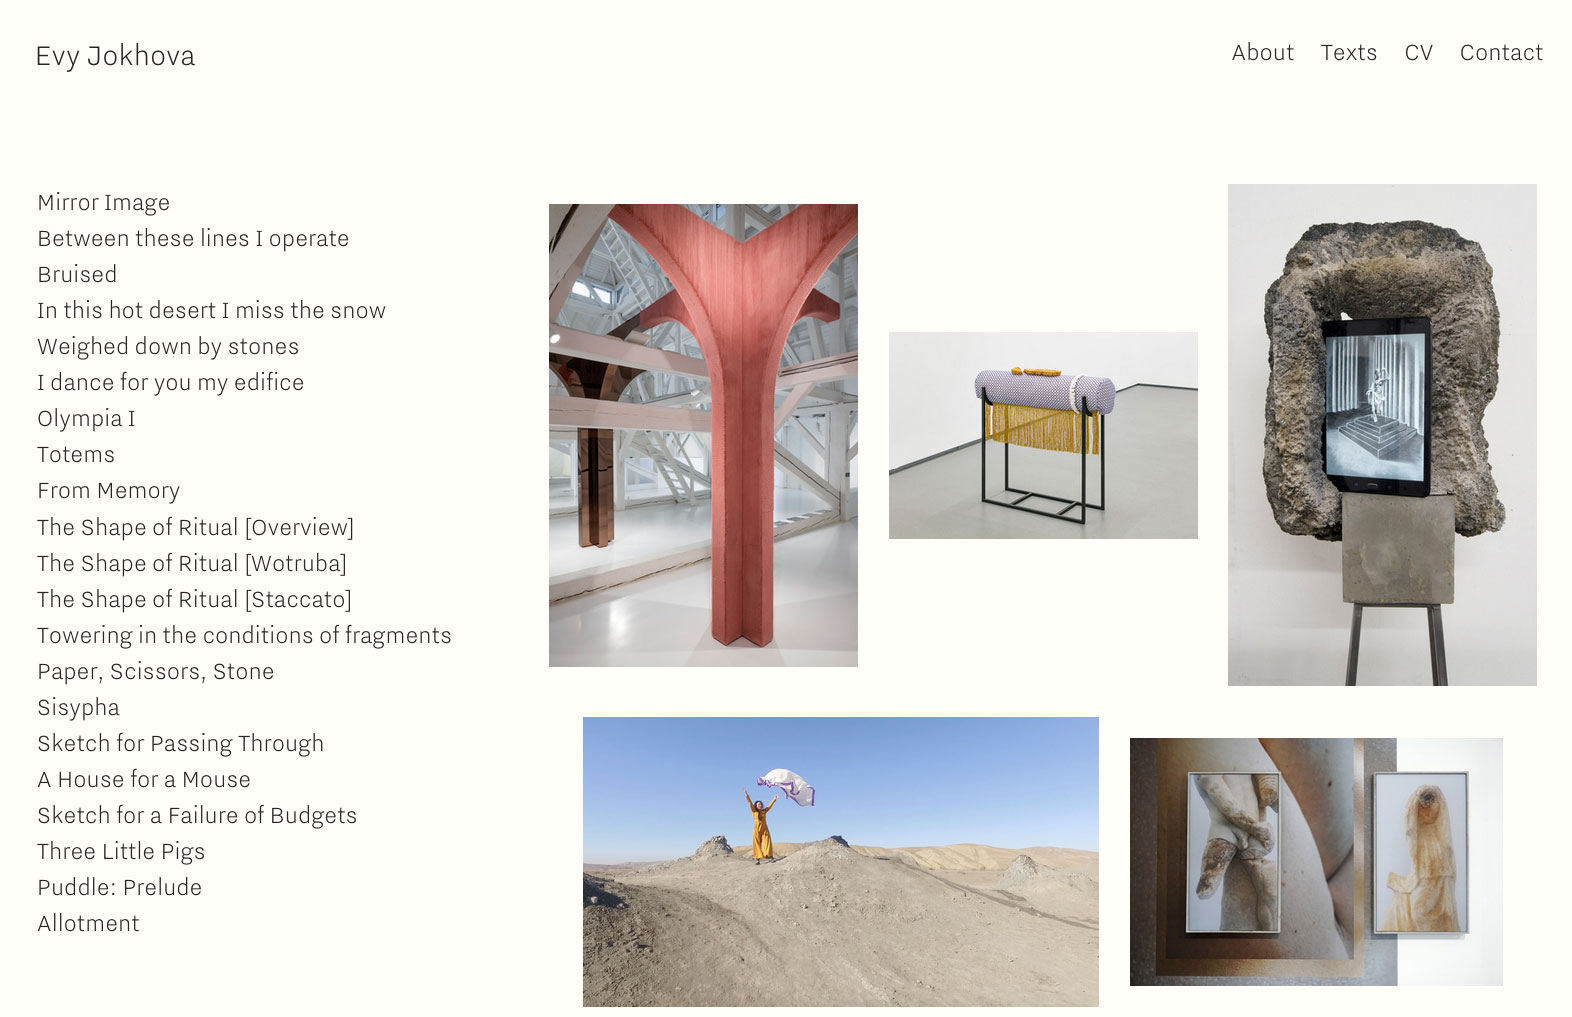 Evy Jokhova
About Texts CV Contact
Mirror Image
Between these lines I operate
Bruised
In this hot desert I miss the snow
Weighed down by stones
I dance for you my edifice
Olympia I
Totems
From Memory
The Shape of Ritual [Overview]
The Shape of Ritual [Wotruba]
The Shape of Ritual [Staccato]
Towering in the conditions of fragments
Paper, Scissors, Stone
Sisypha
Sketch for Passing Through
A House for a Mouse
Sketch for a Failure of Budgets
Three Little Pigs
Puddle: Prelude
Allotment